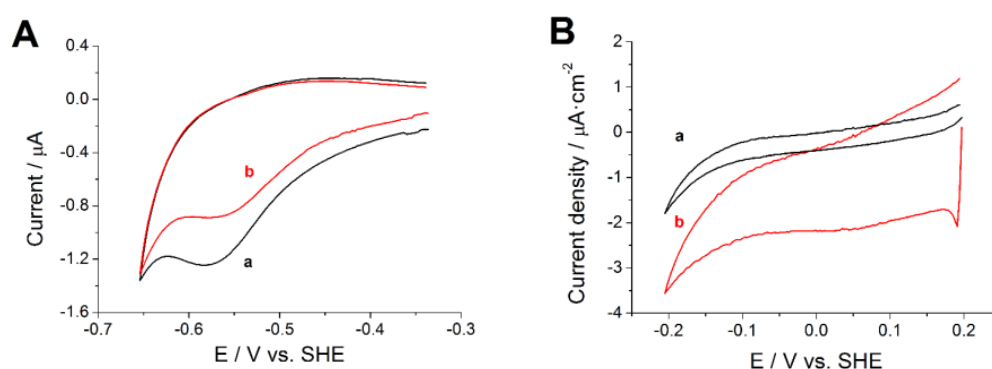 A
0.4
0.0
-0.4
-0.8
-1.2
-1.6
Current / μA
b
a
-0.7
-0.6
-0.5
-0.4
-0.3
E / V vs. SHE
B
2
1
0
-1
-2
-3
-4
Current density / μA·cm⁻²
a
b
-0.2
-0.1
0.0
0.1
0.2
E / V vs. SHE